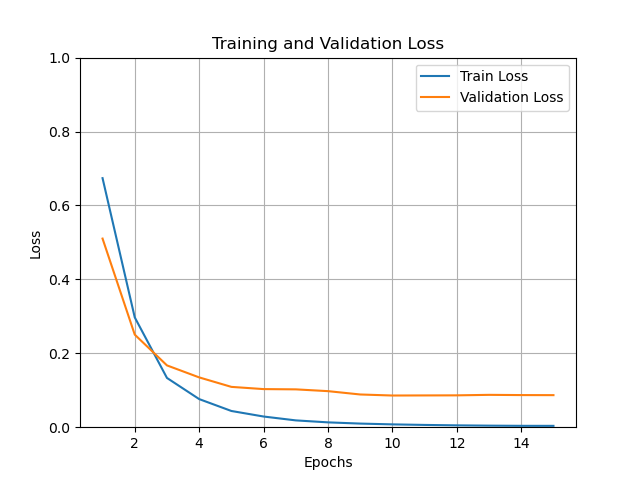 Training and Validation Loss
1.0
0.8
0.6
0.4
0.2
0.0
Loss
Train Loss
Validation Loss
2 4 6 8 10 12 14
Epochs